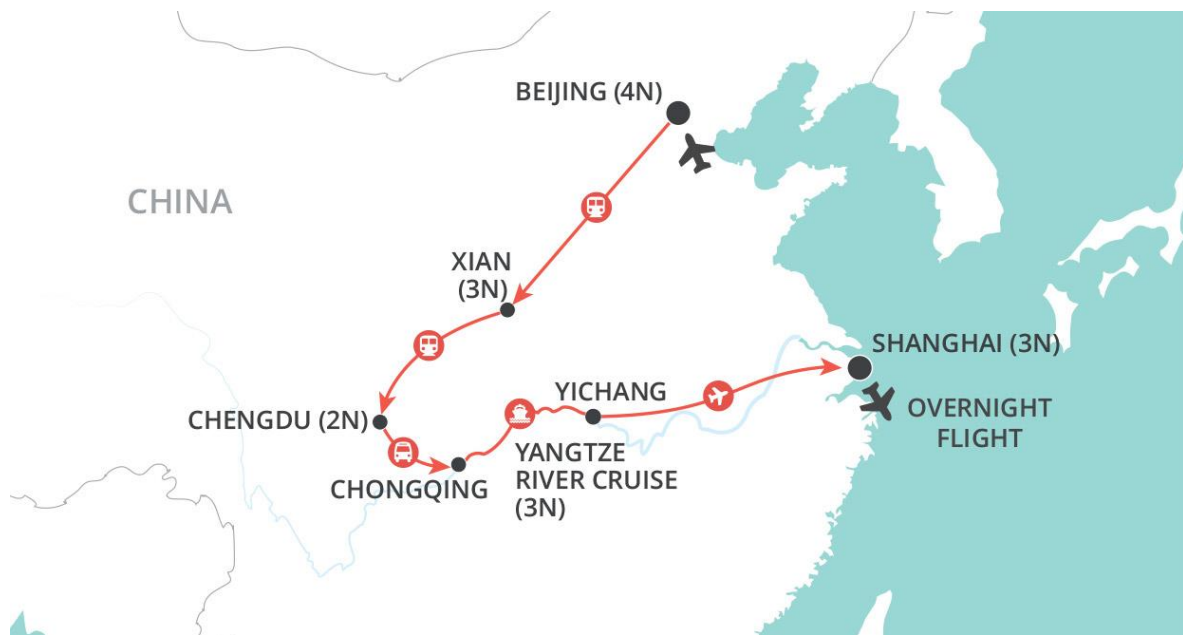 BEIJING (4N)
CHINA
XIAN
(3N)
SHANGHAI (3N)
YICHANG
CHENGDU (2N)
OVERNIGHT
FLIGHT
YANGTZE
RIVER CRUISE
(3N)
CHONGQING